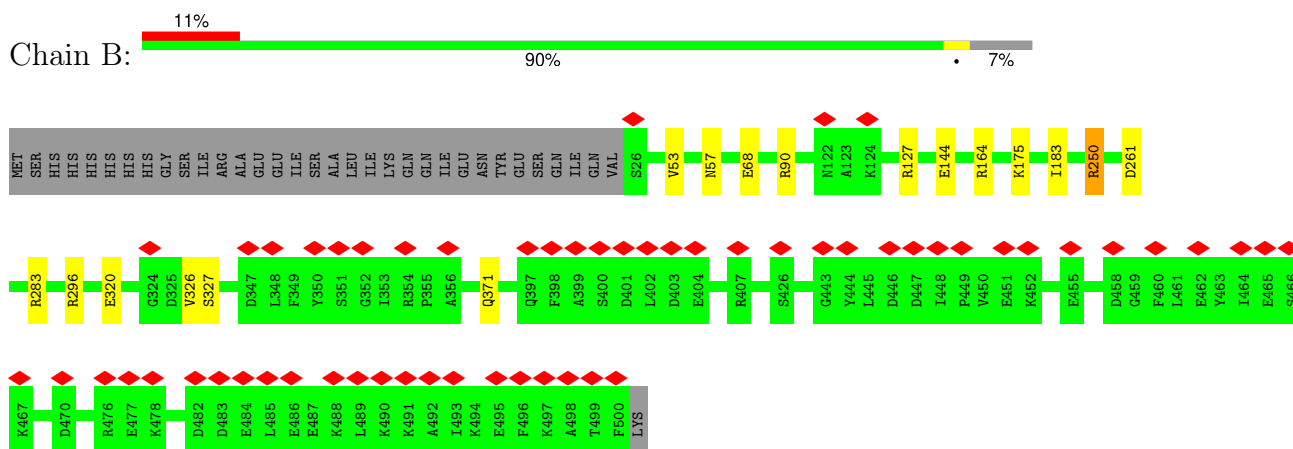 11%
Chain B:
90% • 7%
MET SER HIS HIS HIS HIS HIS HIS HIS GLY SER ILE ARG ALA GLU GLU ILE SER ALA LEU ILE LYS GLN GLN ILE GLU ASN TYR GLU SER GLN ILE GLN VAL S26 V53 N57 E68 R90 N122 A123 K124 R127 E144 R164 K175 I183 R250 D261
R283 R296 E320 G324 D325 V326 S327 D347 L348 F349 Y350 S351 G352 I353 R354 P355 A356 Q371 Q397 F398 A399 S400 D401 L402 D403 E404 R407 S426 G443 Y444 L445 D446 D447 I448 P449 V450 E451 K452 E455 D458 G459 F460 L461 E462 Y463 I464 E465 S466
K467 D470 R476 E477 K478 D482 D483 E484 L485 E486 E487 K488 L489 K490 K491 A492 I493 K494 E495 F496 K497 A498 T499 F500 LYS